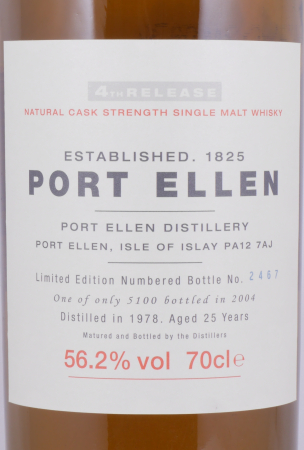 4TH RELEASE
NATURAL CASK STRENGTH SINGLE MALT WHISKY
ESTABLISHED. 1825
PORT ELLEN
PORT ELLEN DISTILLERY
PORT ELLEN, ISLE OF ISLAY PA12 7AJ
Limited Edition Numbered Bottle No. 2467
One of only 5100 bottled in 2004
Distilled in 1978. Aged 25 Years
Matured and Bottled by the Distillers
56.2% vol 70cl e